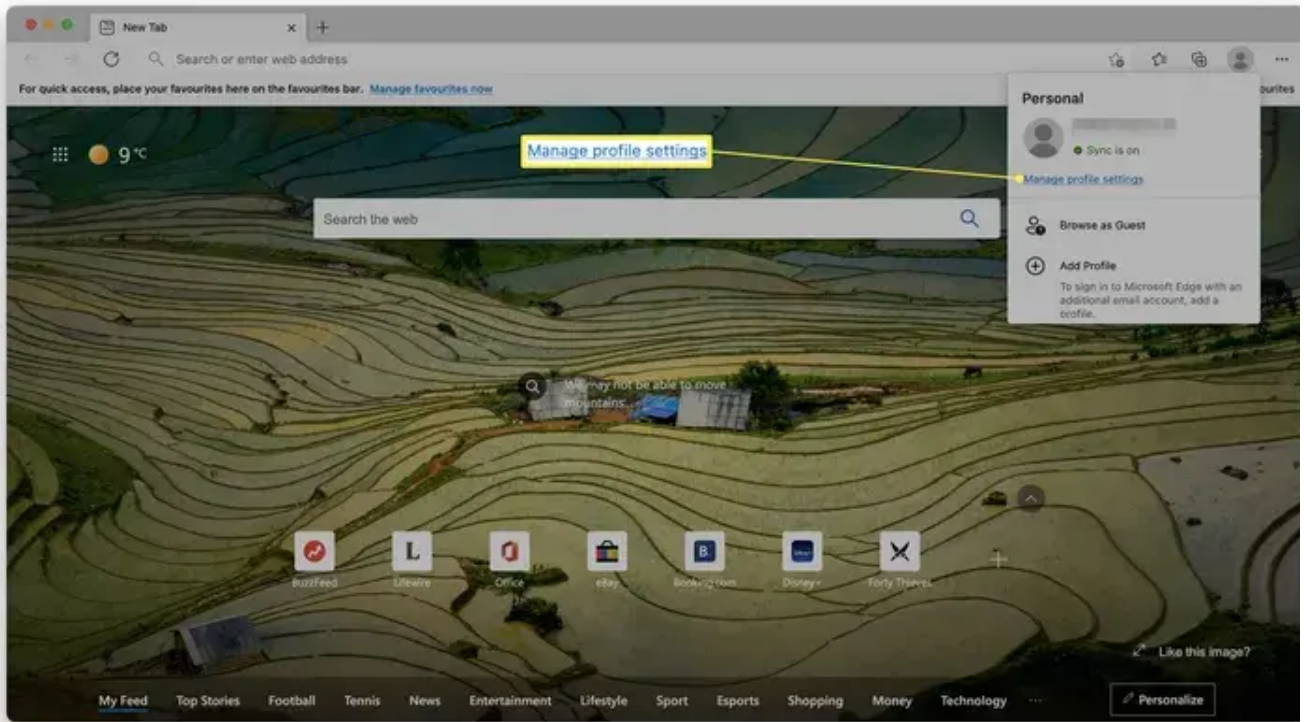 New Tab
Search or enter web address
For quick access, place your favourites here on the favourites bar. Manage favourites now
ourites
Personal
Sync is on
Manage profile settings
Browse as Guest
Add Profile
To sign in to Microsoft Edge with an
additional email account, add a
profile.
9 °C
Manage profile settings
Search the web
We may not be able to move
mountains...
BuzzFeed
L
Lifewire
Office
eBay
B.
Booking.com
Disney+
Forty Thieves
Like this image?
My Feed Top Stories Football Tennis News Entertainment Lifestyle Sport Esports Shopping Money Technology ...
Personalize